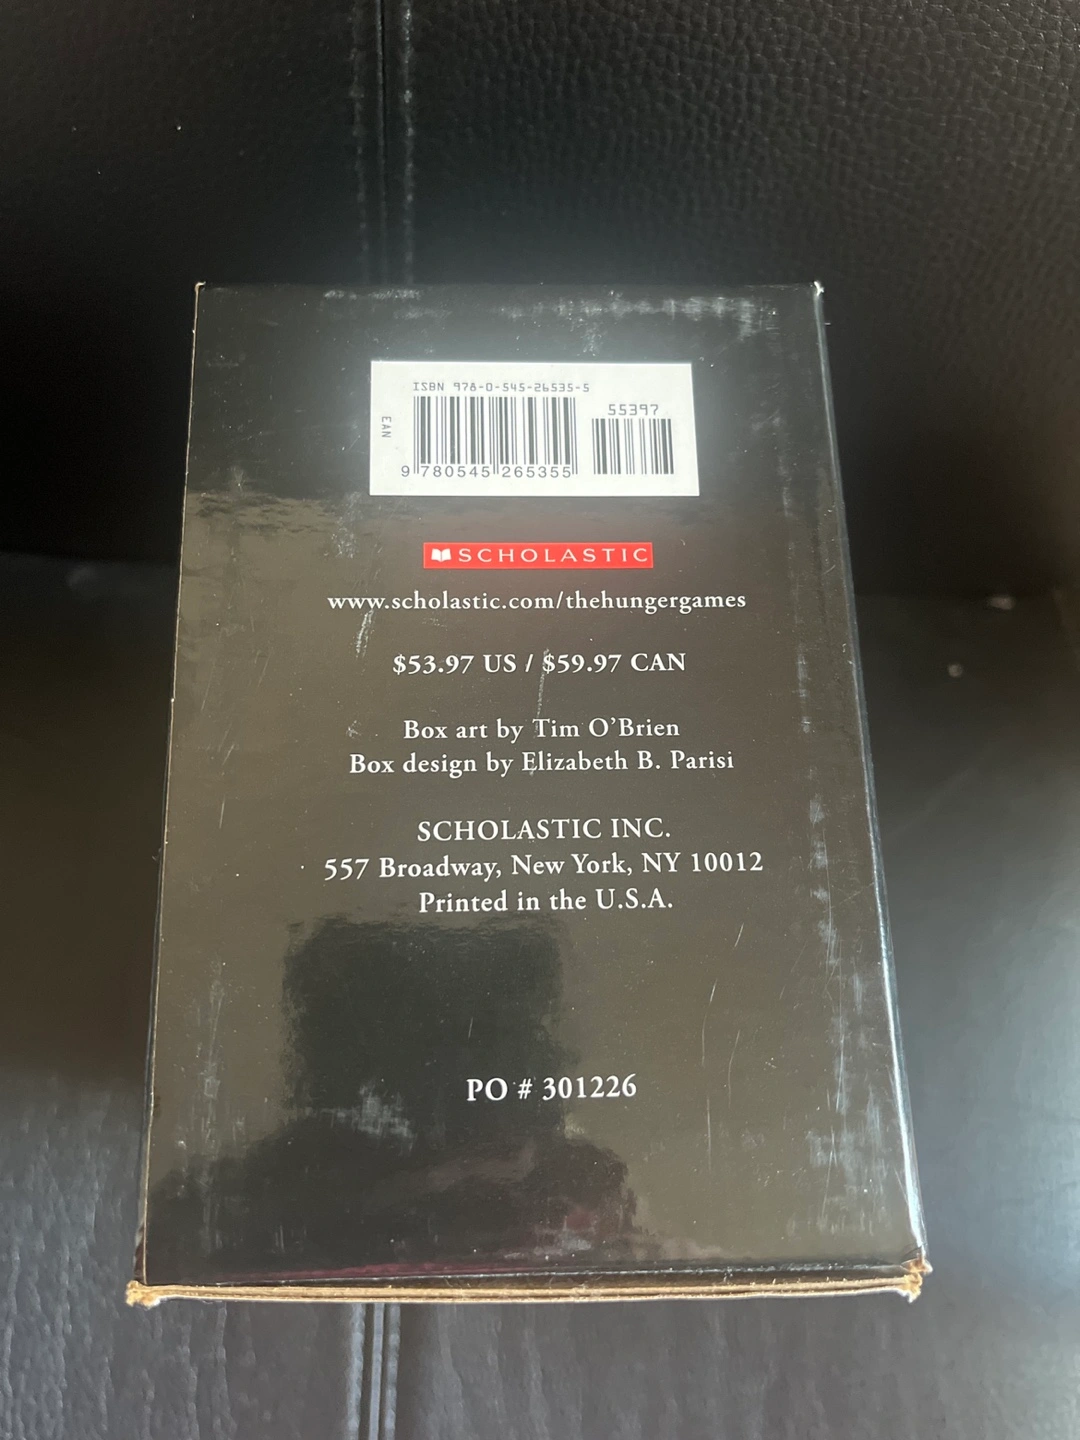 ISBN 978-0-545-26535-5
55397
EAN
9 780545 265355
SCHOLASTIC
www.scholastic.com/thehungergames
$53.97 US / $59.97 CAN
Box art by Tim O'Brien
Box design by Elizabeth B. Parisi
SCHOLASTIC INC.
557 Broadway, New York, NY 10012
Printed in the U.S.A.
PO # 301226